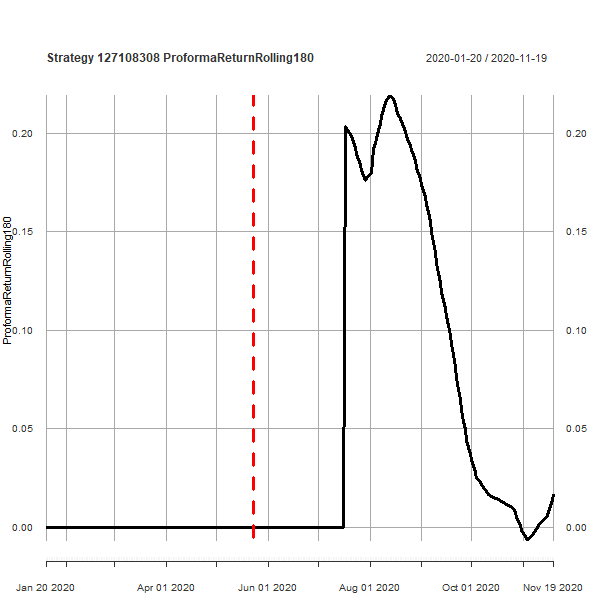 Strategy 127108308 ProformaReturnRolling180
2020-01-20 / 2020-11-19
ProformaReturnRolling180
0.20
0.15
0.10
0.05
0.00
0.20
0.15
0.10
0.05
0.00
Jan 20 2020
Apr 01 2020
Jun 01 2020
Aug 01 2020
Oct 01 2020
Nov 19 2020